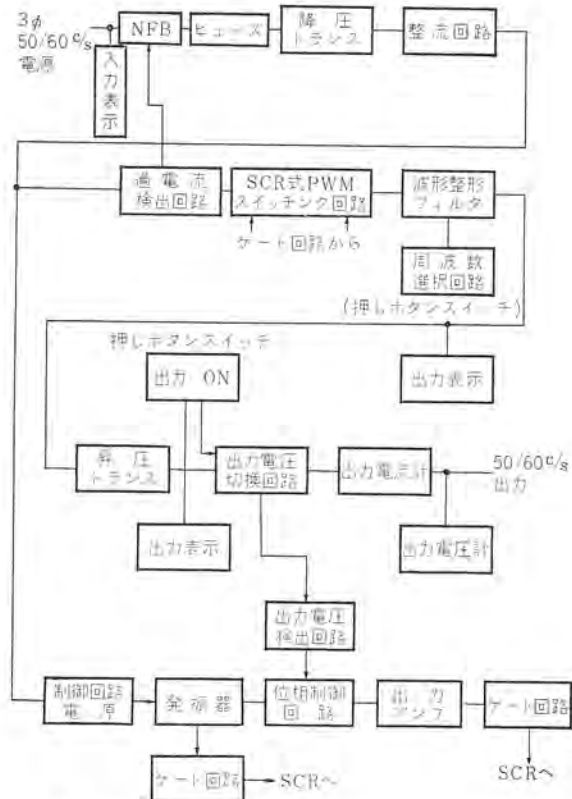 3φ
50/60 c/s
電源
NFB
ヒューズ
降圧
トランス
整流回路
入力表示
過電流
検出回路
SCR式PWM
スイッチング回路
波形整形
フィルタ
ゲート回路から
周波数
選択回路
(押しボタンスイッチ)
押しボタンスイッチ
出力 ON
出力表示
昇圧
トランス
出力電圧
切換回路
出力電流計
50/60 c/s
出力
出力表示
出力電圧計
出力電圧
検出回路
制御回路
電源
発振器
位相制御
回路
出力
アンプ
ゲート回路
ゲート回路
SCRへ
SCRへ